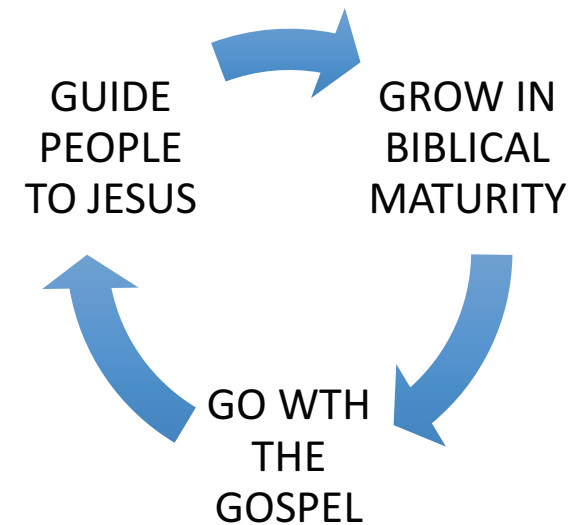 GUIDE
PEOPLE
TO JESUS
GROW IN
BIBLICAL
MATURITY
GO WTH
THE
GOSPEL